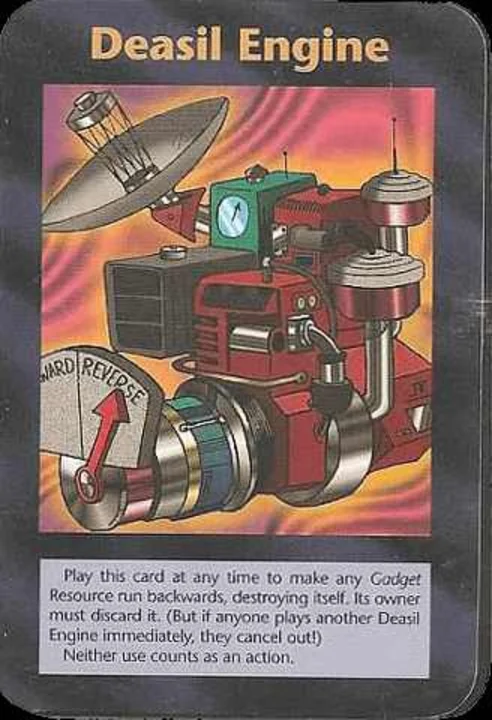 Deasil Engine
WARD REVERSE
Play this card at any time to make any Gadget
Resource run backwards, destroying itself. Its owner
must discard it. (But if anyone plays another Deasil
Engine immediately, they cancel out!)
Neither use counts as an action.